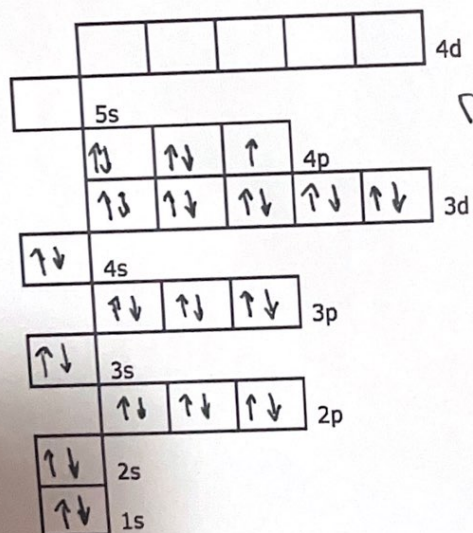 4d
5s
↑↓ ↑↓ ↑ 4p
↑↓ ↑↓ ↑↓ ↑↓ ↑↓ 3d
↑↓ 4s
↑↓ ↑↓ ↑↓ 3p
↑↓ 3s
↑↓ ↑↓ ↑↓ 2p
↑↓ 2s
↑↓ 1s